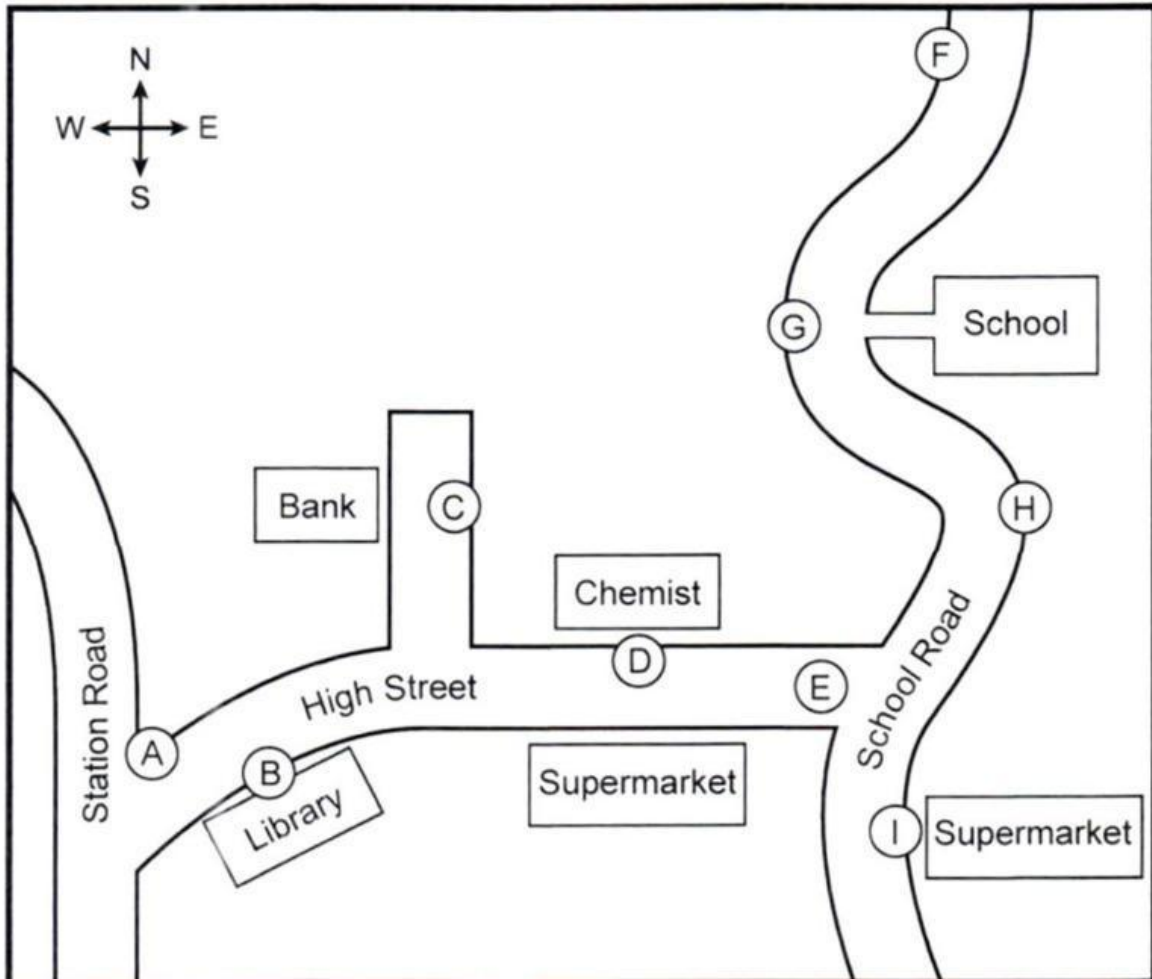 N
W E
S
F
G
School
Bank
C
H
Chemist
D
E
High Street
School Road
Station Road
A
B
Library
Supermarket
I
Supermarket